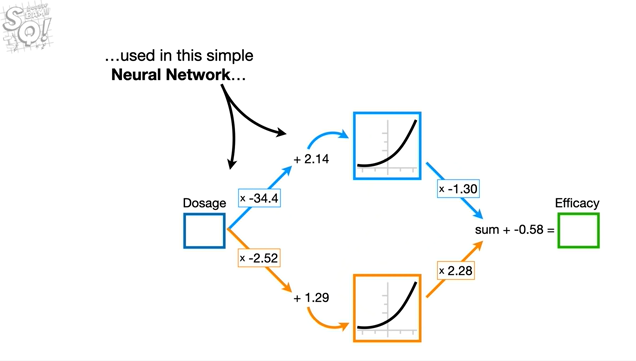 ...used in this simple
Neural Network...
+ 2.14
x -34.4
x -1.30
Dosage
Efficacy
sum + -0.58 =
x -2.52
x 2.28
+ 1.29